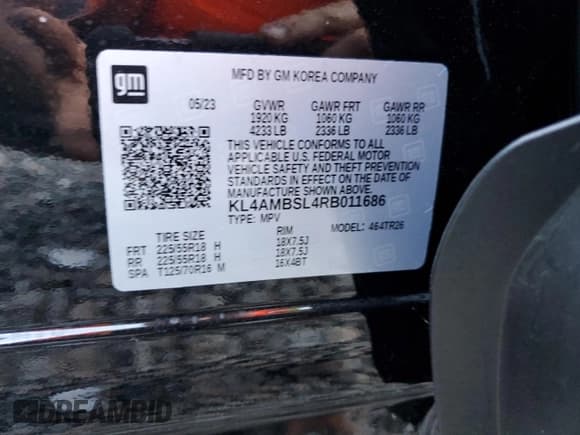 gm
MFD BY GM KOREA COMPANY
05/23 GVWR GAWR FRT GAWR RR
1920 KG 1060 KG 1060 KG
4233 LB 2336 LB 2336 LB
THIS VEHICLE CONFORMS TO ALL
APPLICABLE U.S. FEDERAL MOTOR
VEHICLE SAFETY AND THEFT PREVENTION
STANDARDS IN EFFECT ON THE DATE OF
MANUFACTURE SHOWN ABOVE.
KL4AMBSL4RB011686
TYPE: MPV MODEL: 464TR26
TIRE SIZE RIM
FRT 225/55R18 H 18X7.5J
RR 225/55R18 H 18X7.5J
SPA T125/70R16 M 16X4BT
DREAMBID